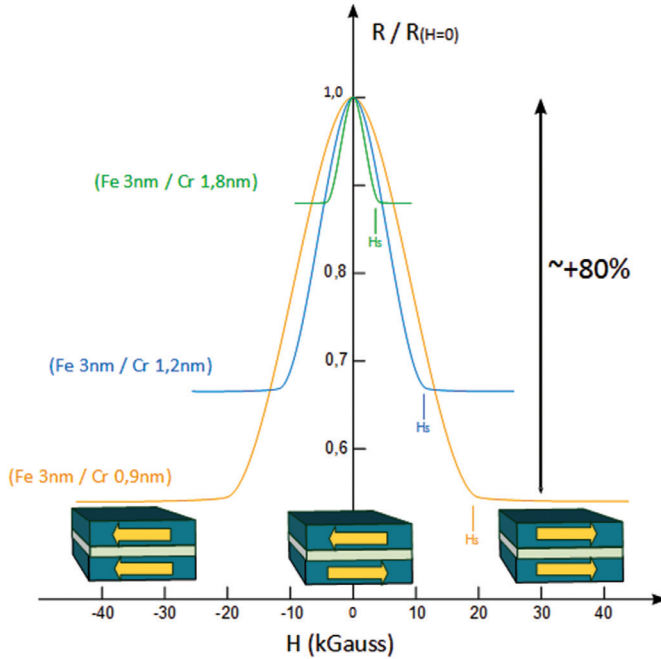 R / R(H=0)
1,0
(Fe 3nm / Cr 1,8nm)
Hs
0,8
~+80%
(Fe 3nm / Cr 1,2nm)
0,7
Hs
0,6
(Fe 3nm / Cr 0,9nm)
Hs
-40 -30 -20 -10 0 10 20 30 40
H (kGauss)